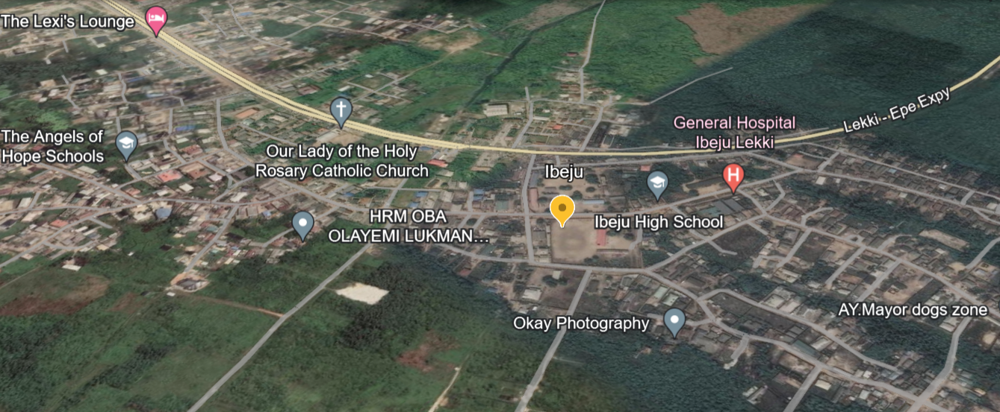 The Lexi's Lounge
Lekki - Epe Expy
General Hospital
Ibeju Lekki
The Angels of
Hope Schools
Our Lady of the Holy
Rosary Catholic Church
Ibeju
H
HRM OBA
OLAYEMI LUKMAN...
Ibeju High School
AY.Mayor dogs zone
Okay Photography